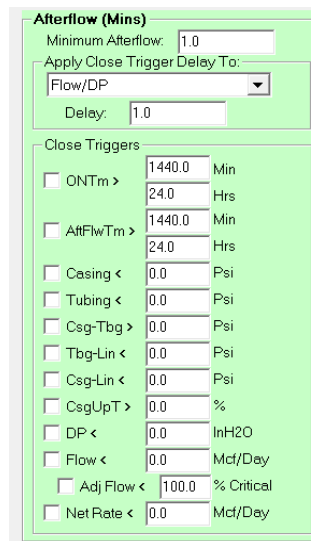 Afterflow (Mins)
Minimum Afterflow: 1.0
Apply Close Trigger Delay To:
Flow/DP
Delay: 1.0
Close Triggers
ONTm > 1440.0 Min
24.0 Hrs
AftFlwTm > 1440.0 Min
24.0 Hrs
Casing < 0.0 Psi
Tubing < 0.0 Psi
Csg-Tbg > 0.0 Psi
Tbg-Lin < 0.0 Psi
Csg-Lin < 0.0 Psi
CsgUpT > 0.0 %
DP < 0.0 InH2O
Flow < 0.0 Mcf/Day
Adj Flow < 100.0 % Critical
Net Rate < 0.0 Mcf/Day